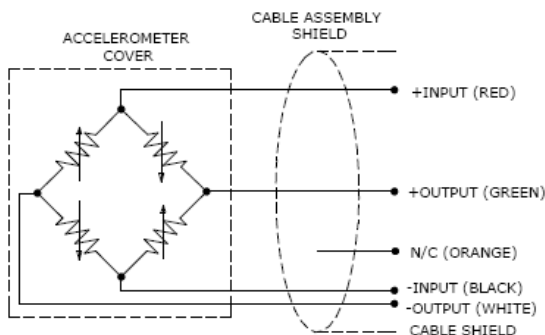 CABLE ASSEMBLY
SHIELD
ACCELEROMETER
COVER
+INPUT (RED)
+OUTPUT (GREEN)
N/C (ORANGE)
-INPUT (BLACK)
-OUTPUT (WHITE)
CABLE SHIELD